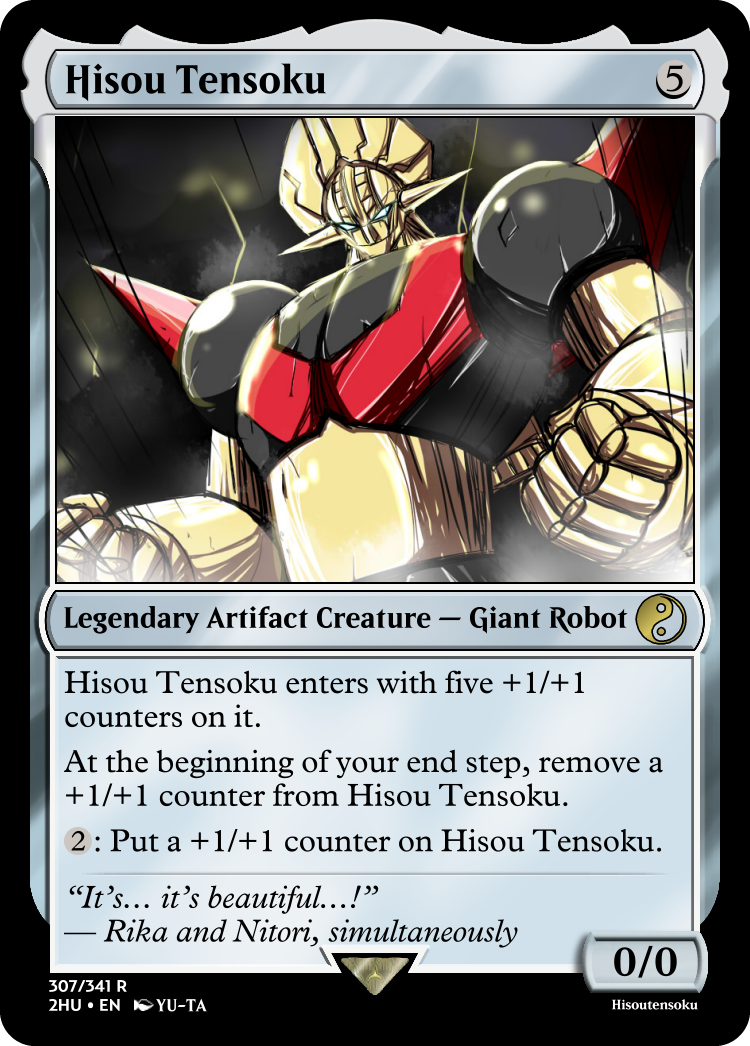 Hisou Tensoku 5
Legendary Artifact Creature — Giant Robot
Hisou Tensoku enters with five +1/+1
counters on it.
At the beginning of your end step, remove a
+1/+1 counter from Hisou Tensoku.
2: Put a +1/+1 counter on Hisou Tensoku.
“It's… it's beautiful…!”
— Rika and Nitori, simultaneously
0/0
307/341 R
2HU • EN YU-TA
Hisoutensoku